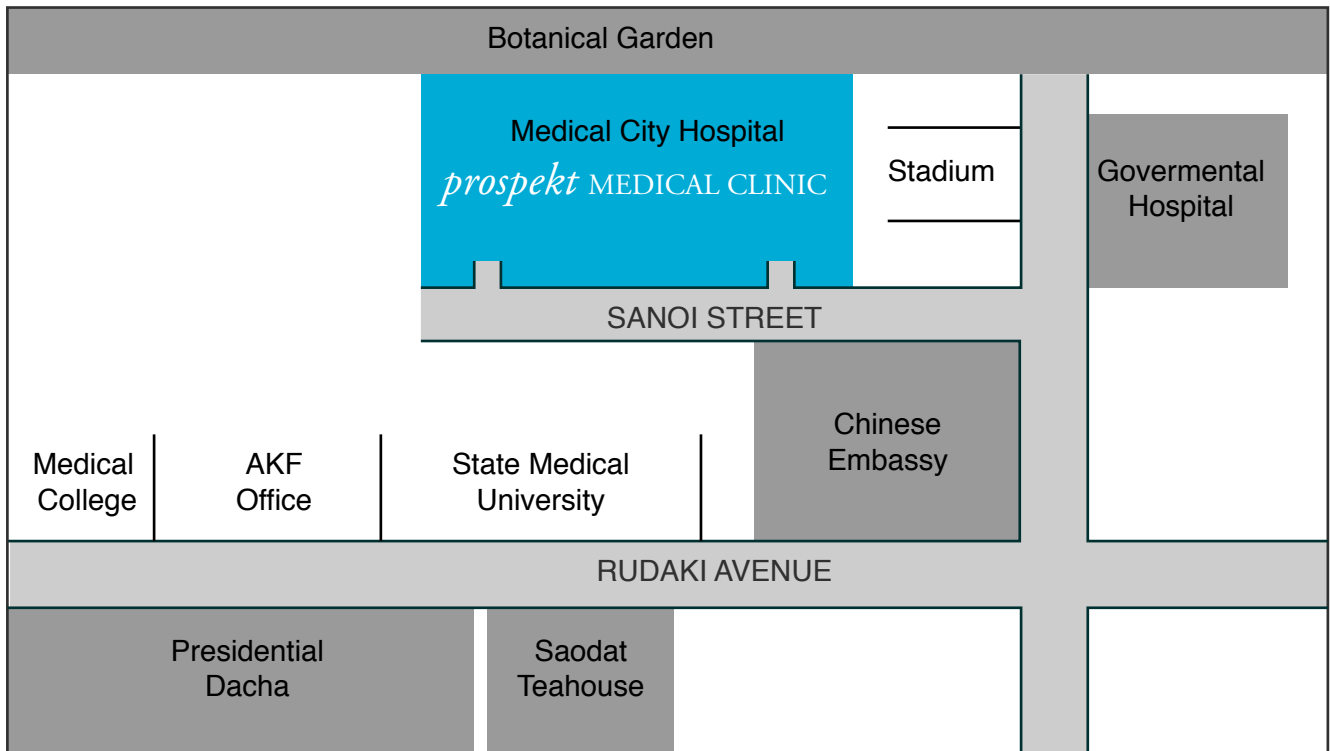 Botanical Garden
Medical City Hospital
prospekt MEDICAL CLINIC
Stadium
Govermental
Hospital
SANOI STREET
Chinese
Embassy
Medical
College
AKF
Office
State Medical
University
RUDAKI AVENUE
Presidential
Dacha
Saodat
Teahouse